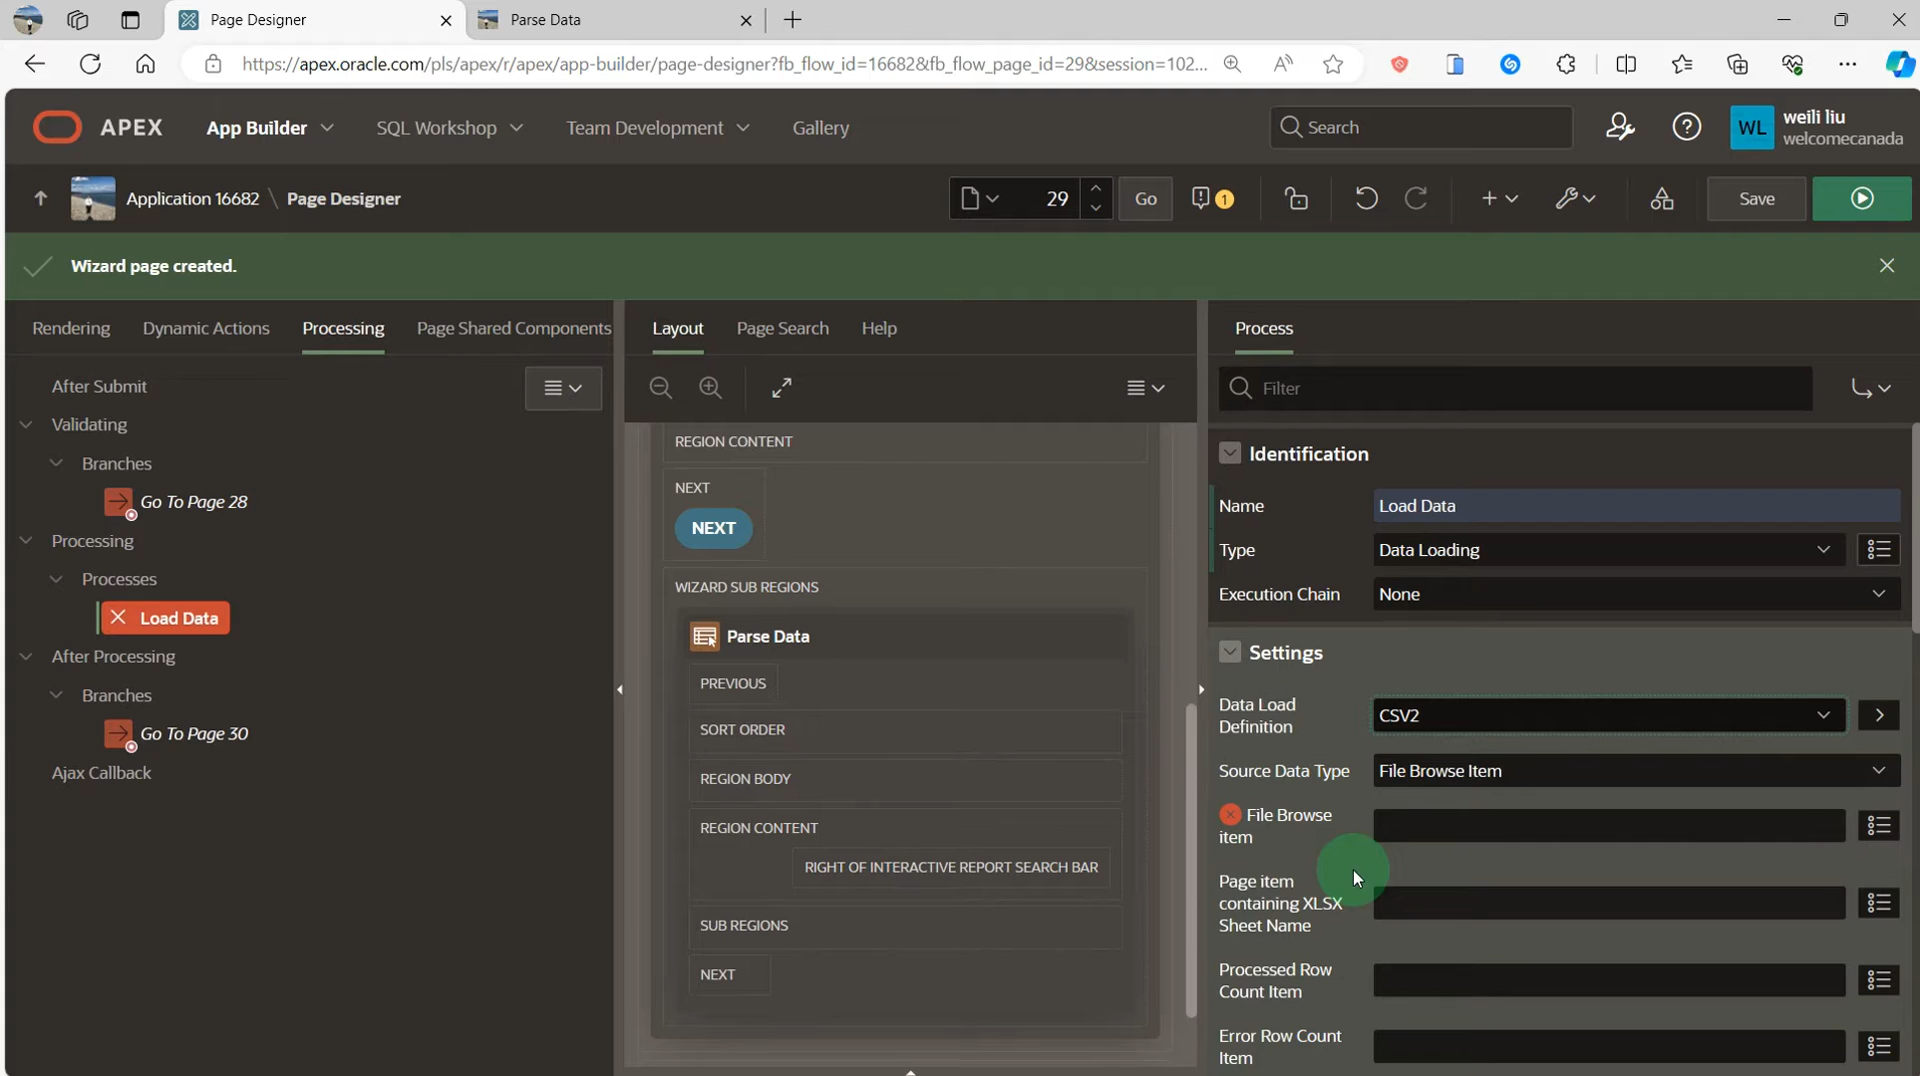 Page Designer
Parse Data
https://apex.oracle.com/pls/apex/r/apex/app-builder/page-designer?fb_flow_id=16682&fb_flow_page_id=29&session=102...
APEX
App Builder
SQL Workshop
Team Development
Gallery
Search
WL
weili liu
welcomecanada
Application 16682 \ Page Designer
29
Go
1
Save
Wizard page created.
Rendering
Dynamic Actions
Processing
Page Shared Components
Layout
Page Search
Help
Process
Filter
After Submit
Validating
Branches
Go To Page 28
Processing
Processes
Load Data
After Processing
Branches
Go To Page 30
Ajax Callback
REGION CONTENT
NEXT
NEXT
WIZARD SUB REGIONS
Parse Data
PREVIOUS
SORT ORDER
REGION BODY
REGION CONTENT
RIGHT OF INTERACTIVE REPORT SEARCH BAR
SUB REGIONS
NEXT
Identification
Name
Load Data
Type
Data Loading
Execution Chain
None
Settings
Data Load
Definition
CSV2
Source Data Type
File Browse Item
File Browse
item
Page item
containing XLSX
Sheet Name
Processed Row
Count Item
Error Row Count
Item